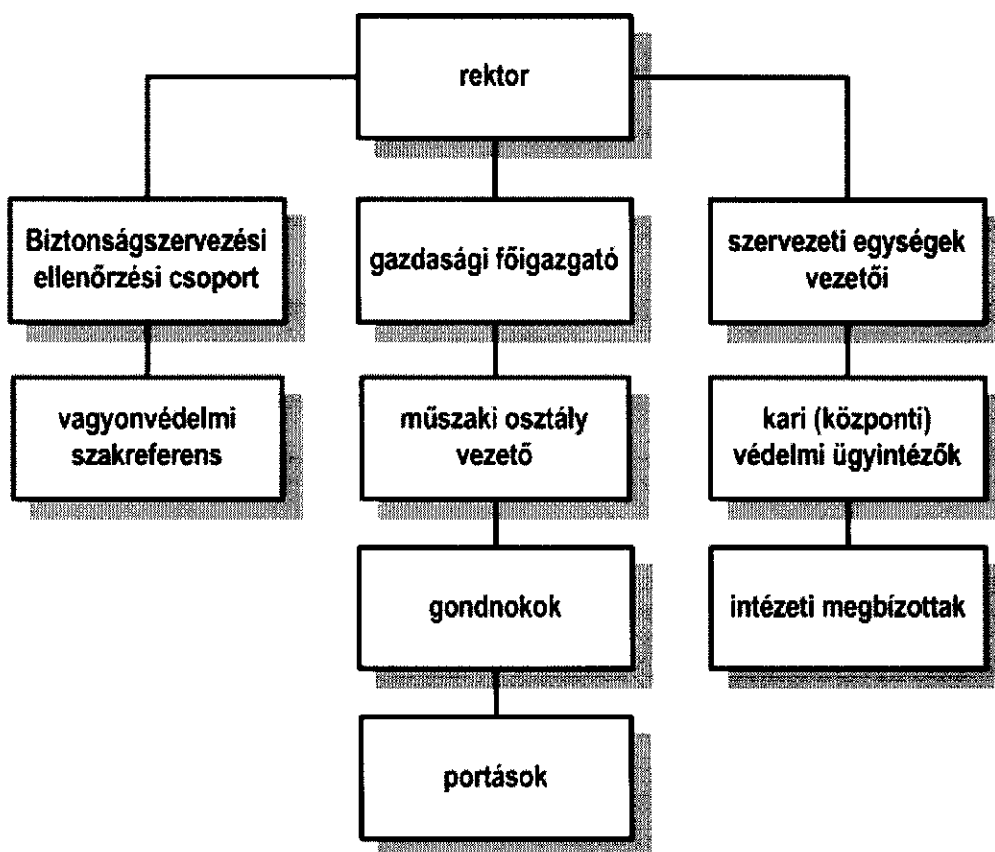 rektor
Biztonságszervezési
ellenőrzési csoport
gazdasági főigazgató
szervezeti egységek
vezetői
vagyonvédelmi
szakreferens
műszaki osztály
vezető
kari (központi)
védelmi ügyintézők
gondnokok
intézeti megbízottak
portások